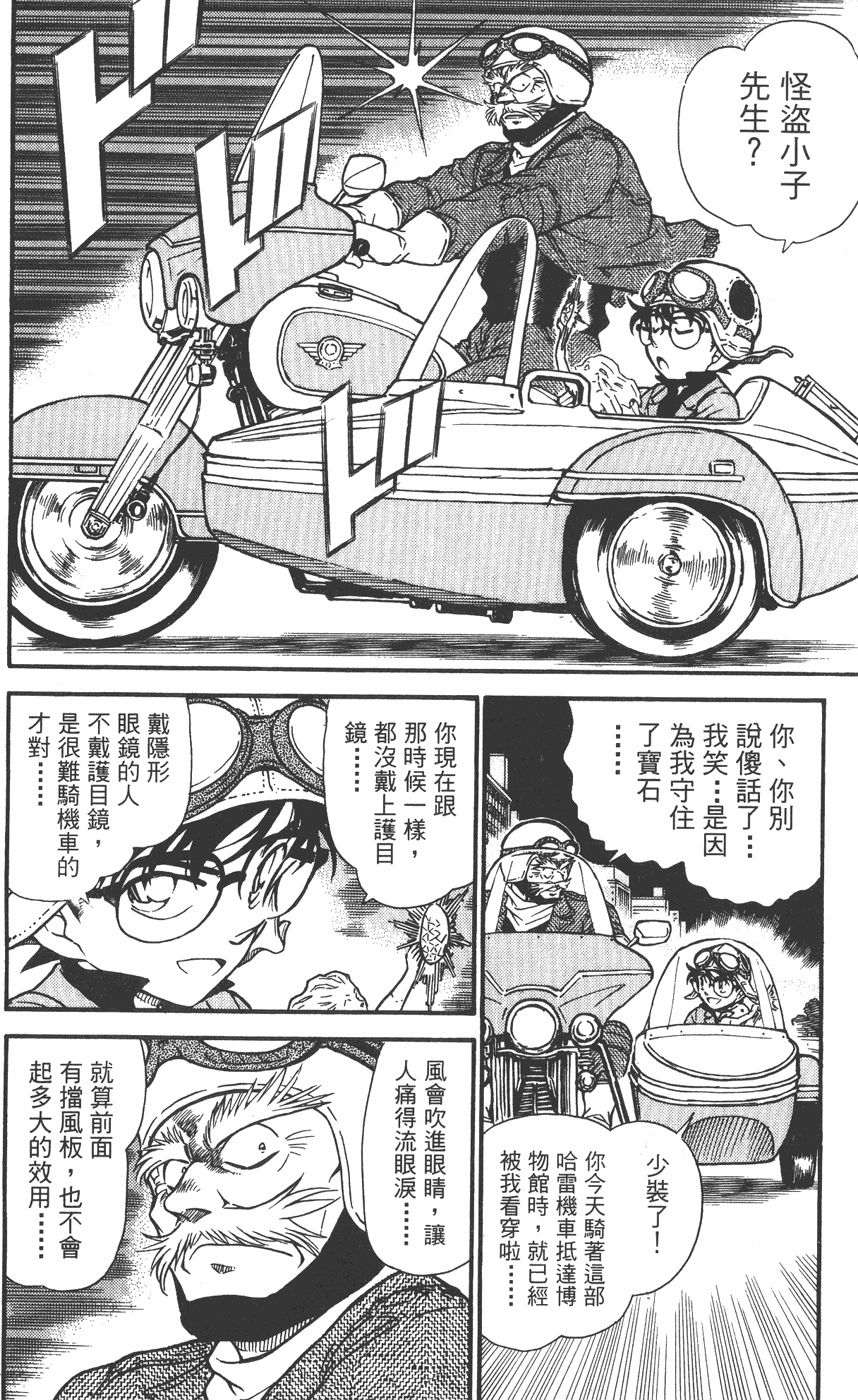 怪盜小子
先生？
ドドドッ
你、你別
說傻話了…
我笑…是因
為我守住
了寶石
……
少裝了！
你今天騎著這部
哈雷機車抵達博
物館時，就已經
被我看穿啦……
你現在跟
那時候一樣，
都沒戴上護目
鏡……
戴隱形
眼鏡的人
不戴護目鏡，
是很難騎機車的
才對……
風會吹進眼睛，讓
人痛得流眼淚……
就算前面
有擋風板，也不會
起多大的效用……